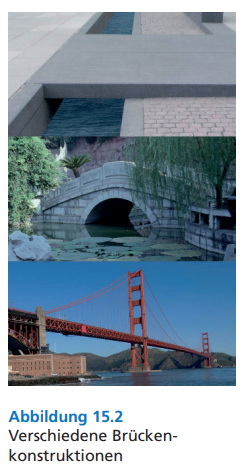 Abbildung 15.2
Verschiedene Brücken-
konstruktionen